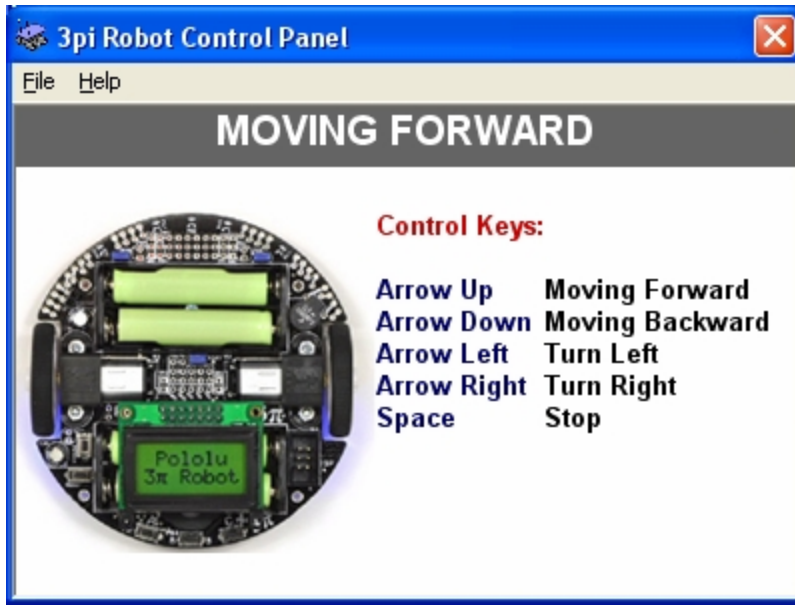 3pi Robot Control Panel
File Help
MOVING FORWARD
Control Keys:
Arrow Up Moving Forward
Arrow Down Moving Backward
Arrow Left Turn Left
Arrow Right Turn Right
Space Stop
Pololu
3π Robot